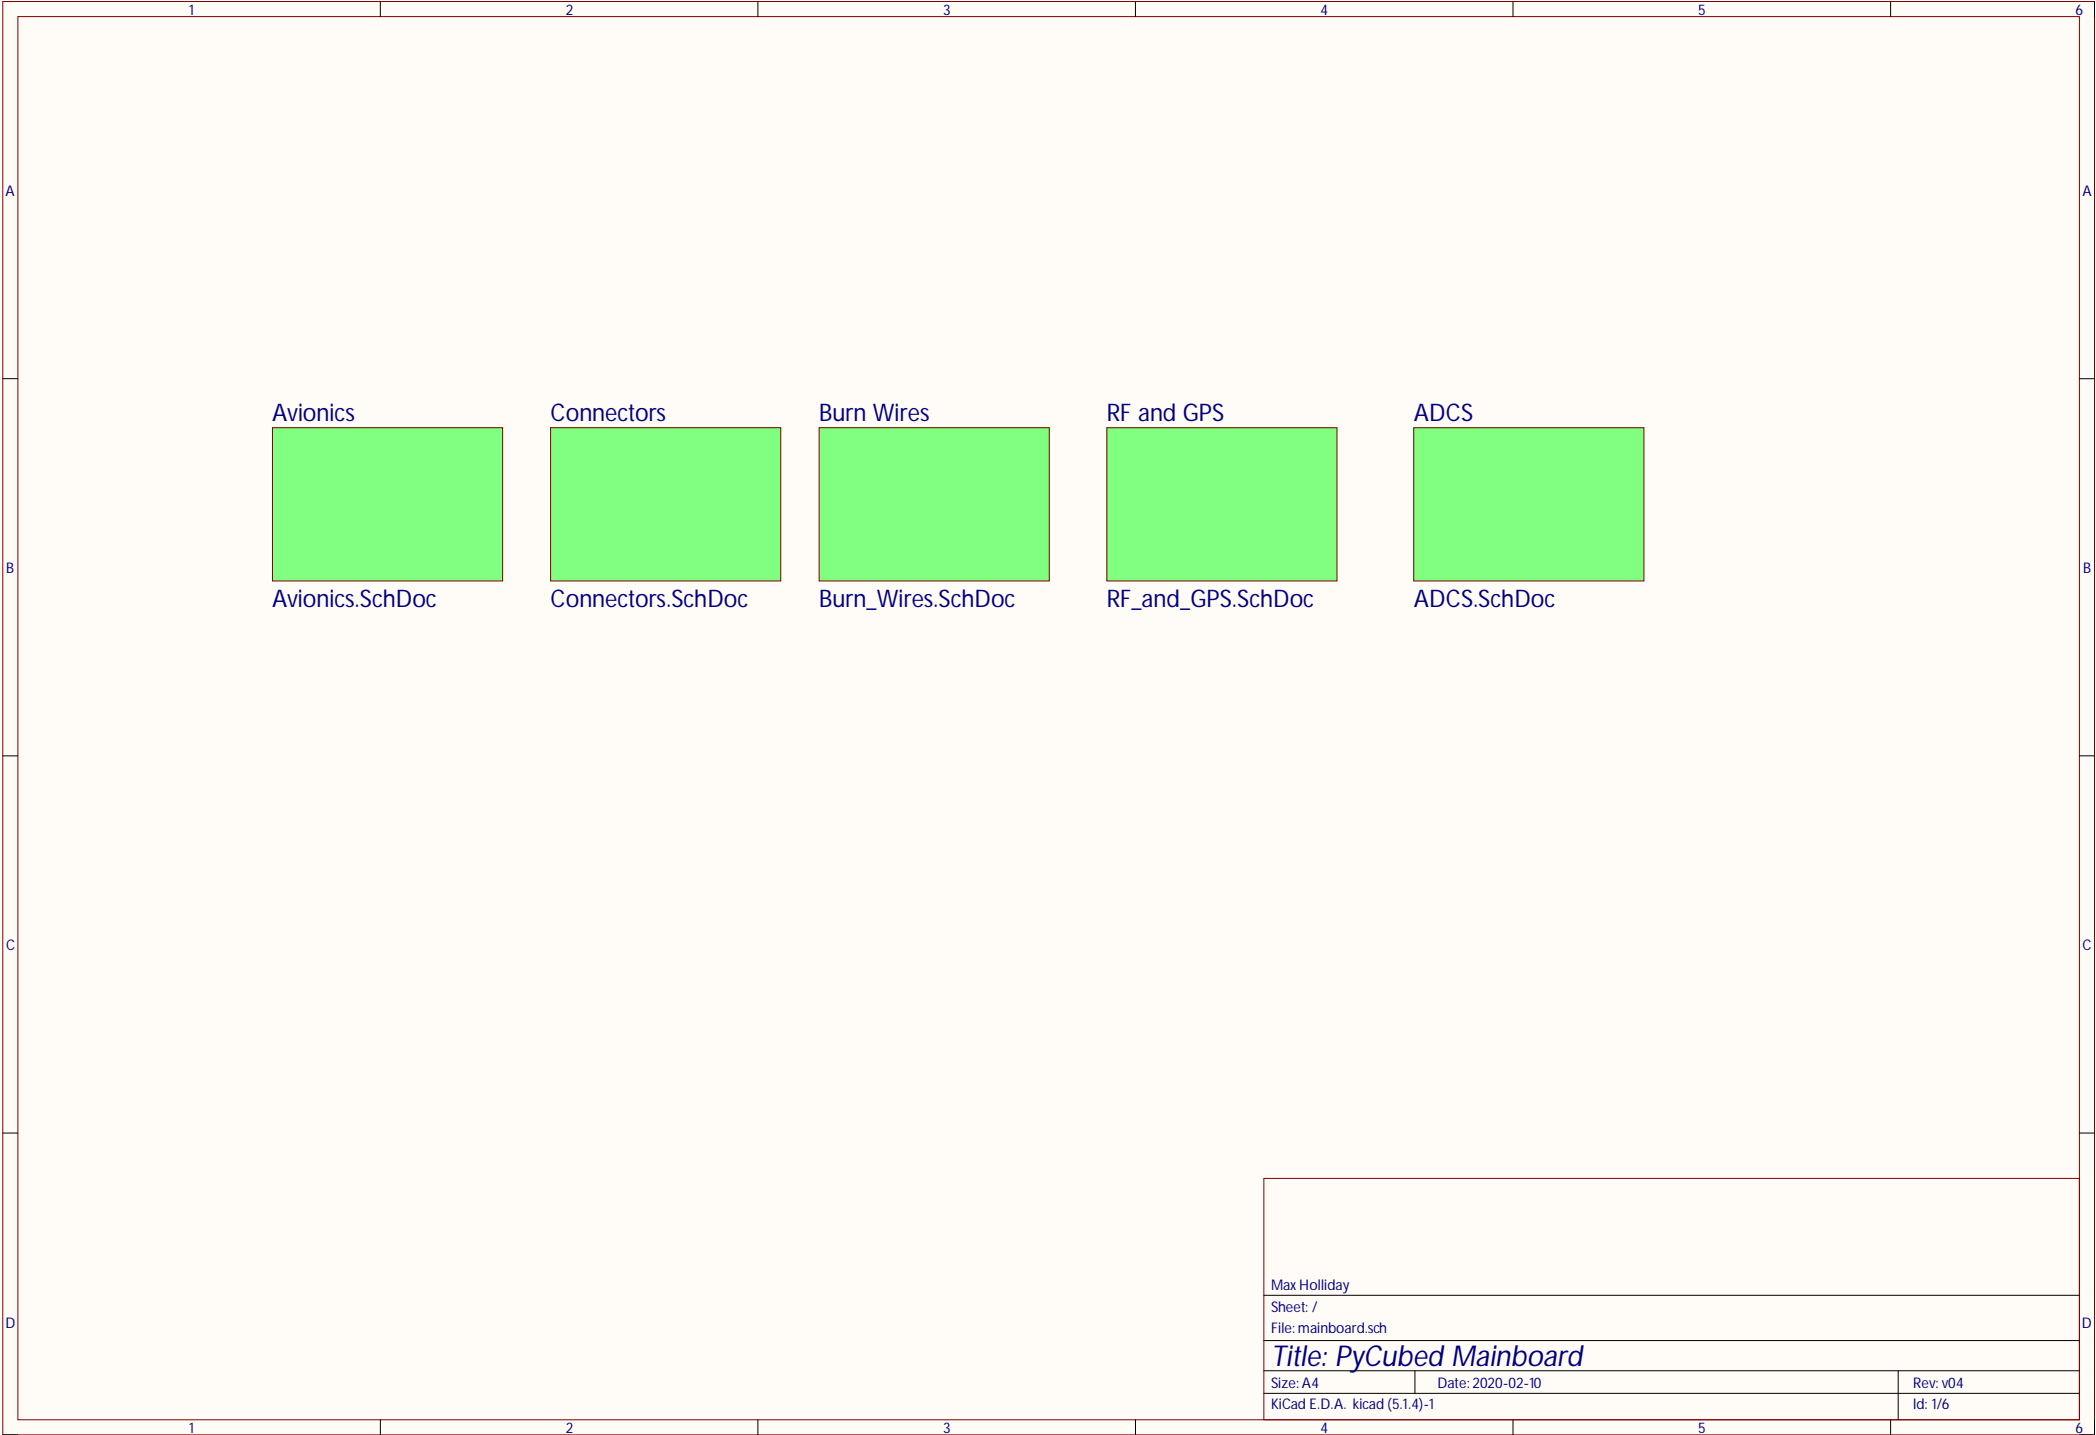 1 2 3 4 5 6
A A
Avionics Connectors Burn Wires RF and GPS ADCS
B B
Avionics.SchDoc Connectors.SchDoc Burn_Wires.SchDoc RF_and_GPS.SchDoc ADCS.SchDoc
C C
Max Holliday
Sheet: /
D D
File: mainboard.sch
Title: PyCubed Mainboard
Size: A4 Date: 2020-02-10 Rev: v04
KiCad E.D.A. kicad (5.1.4)-1 Id: 1/6
1 2 3 4 5 6